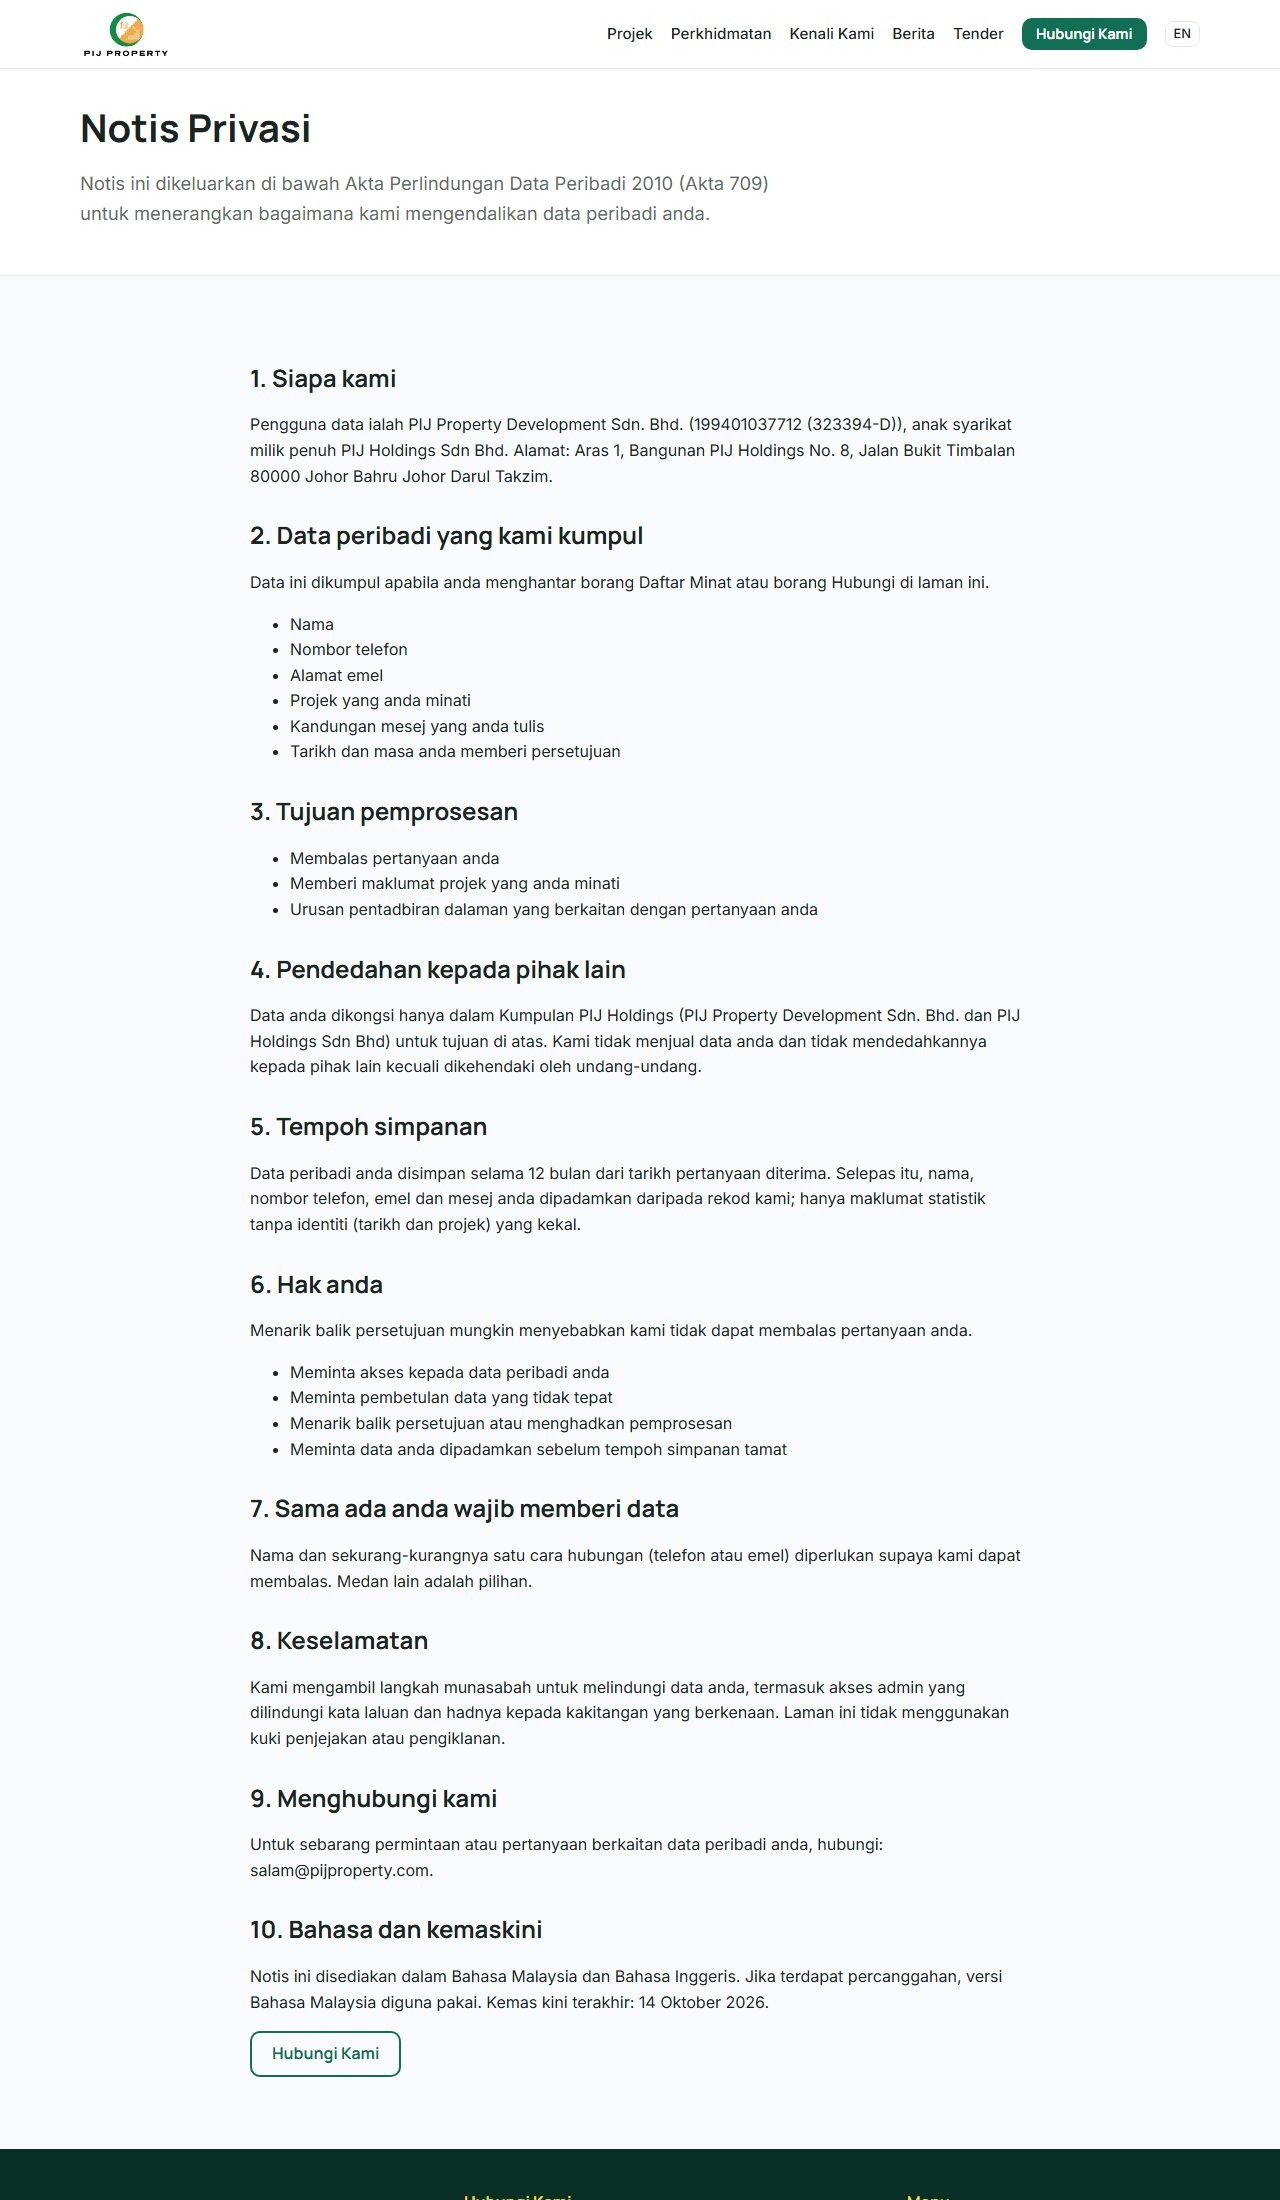 PIJ PROPERTY
Projek
Perkhidmatan
Kenali Kami
Berita
Tender
Hubungi Kami
EN
Notis Privasi
Notis ini dikeluarkan di bawah Akta Perlindungan Data Peribadi 2010 (Akta 709)
untuk menerangkan bagaimana kami mengendalikan data peribadi anda.
1. Siapa kami
Pengguna data ialah PIJ Property Development Sdn. Bhd. (199401037712 (323394-D)), anak syarikat
milik penuh PIJ Holdings Sdn Bhd. Alamat: Aras 1, Bangunan PIJ Holdings No. 8, Jalan Bukit Timbalan
80000 Johor Bahru Johor Darul Takzim.
2. Data peribadi yang kami kumpul
Data ini dikumpul apabila anda menghantar borang Daftar Minat atau borang Hubungi di laman ini.
• Nama
• Nombor telefon
• Alamat emel
• Projek yang anda minati
• Kandungan mesej yang anda tulis
• Tarikh dan masa anda memberi persetujuan
3. Tujuan pemprosesan
• Membalas pertanyaan anda
• Memberi maklumat projek yang anda minati
• Urusan pentadbiran dalaman yang berkaitan dengan pertanyaan anda
4. Pendedahan kepada pihak lain
Data anda dikongsi hanya dalam Kumpulan PIJ Holdings (PIJ Property Development Sdn. Bhd. dan PIJ
Holdings Sdn Bhd) untuk tujuan di atas. Kami tidak menjual data anda dan tidak mendedahkannya
kepada pihak lain kecuali dikehendaki oleh undang-undang.
5. Tempoh simpanan
Data peribadi anda disimpan selama 12 bulan dari tarikh pertanyaan diterima. Selepas itu, nama,
nombor telefon, emel dan mesej anda dipadamkan daripada rekod kami; hanya maklumat statistik
tanpa identiti (tarikh dan projek) yang kekal.
6. Hak anda
Menarik balik persetujuan mungkin menyebabkan kami tidak dapat membalas pertanyaan anda.
• Meminta akses kepada data peribadi anda
• Meminta pembetulan data yang tidak tepat
• Menarik balik persetujuan atau menghadkan pemprosesan
• Meminta data anda dipadamkan sebelum tempoh simpanan tamat
7. Sama ada anda wajib memberi data
Nama dan sekurang-kurangnya satu cara hubungan (telefon atau emel) diperlukan supaya kami dapat
membalas. Medan lain adalah pilihan.
8. Keselamatan
Kami mengambil langkah munasabah untuk melindungi data anda, termasuk akses admin yang
dilindungi kata laluan dan hadnya kepada kakitangan yang berkenaan. Laman ini tidak menggunakan
kuki penjejakan atau pengiklanan.
9. Menghubungi kami
Untuk sebarang permintaan atau pertanyaan berkaitan data peribadi anda, hubungi:
salam@pijproperty.com.
10. Bahasa dan kemaskini
Notis ini disediakan dalam Bahasa Malaysia dan Bahasa Inggeris. Jika terdapat percanggahan, versi
Bahasa Malaysia diguna pakai. Kemas kini terakhir: 14 Oktober 2026.
Hubungi Kami
Hubungi Kami
Menu